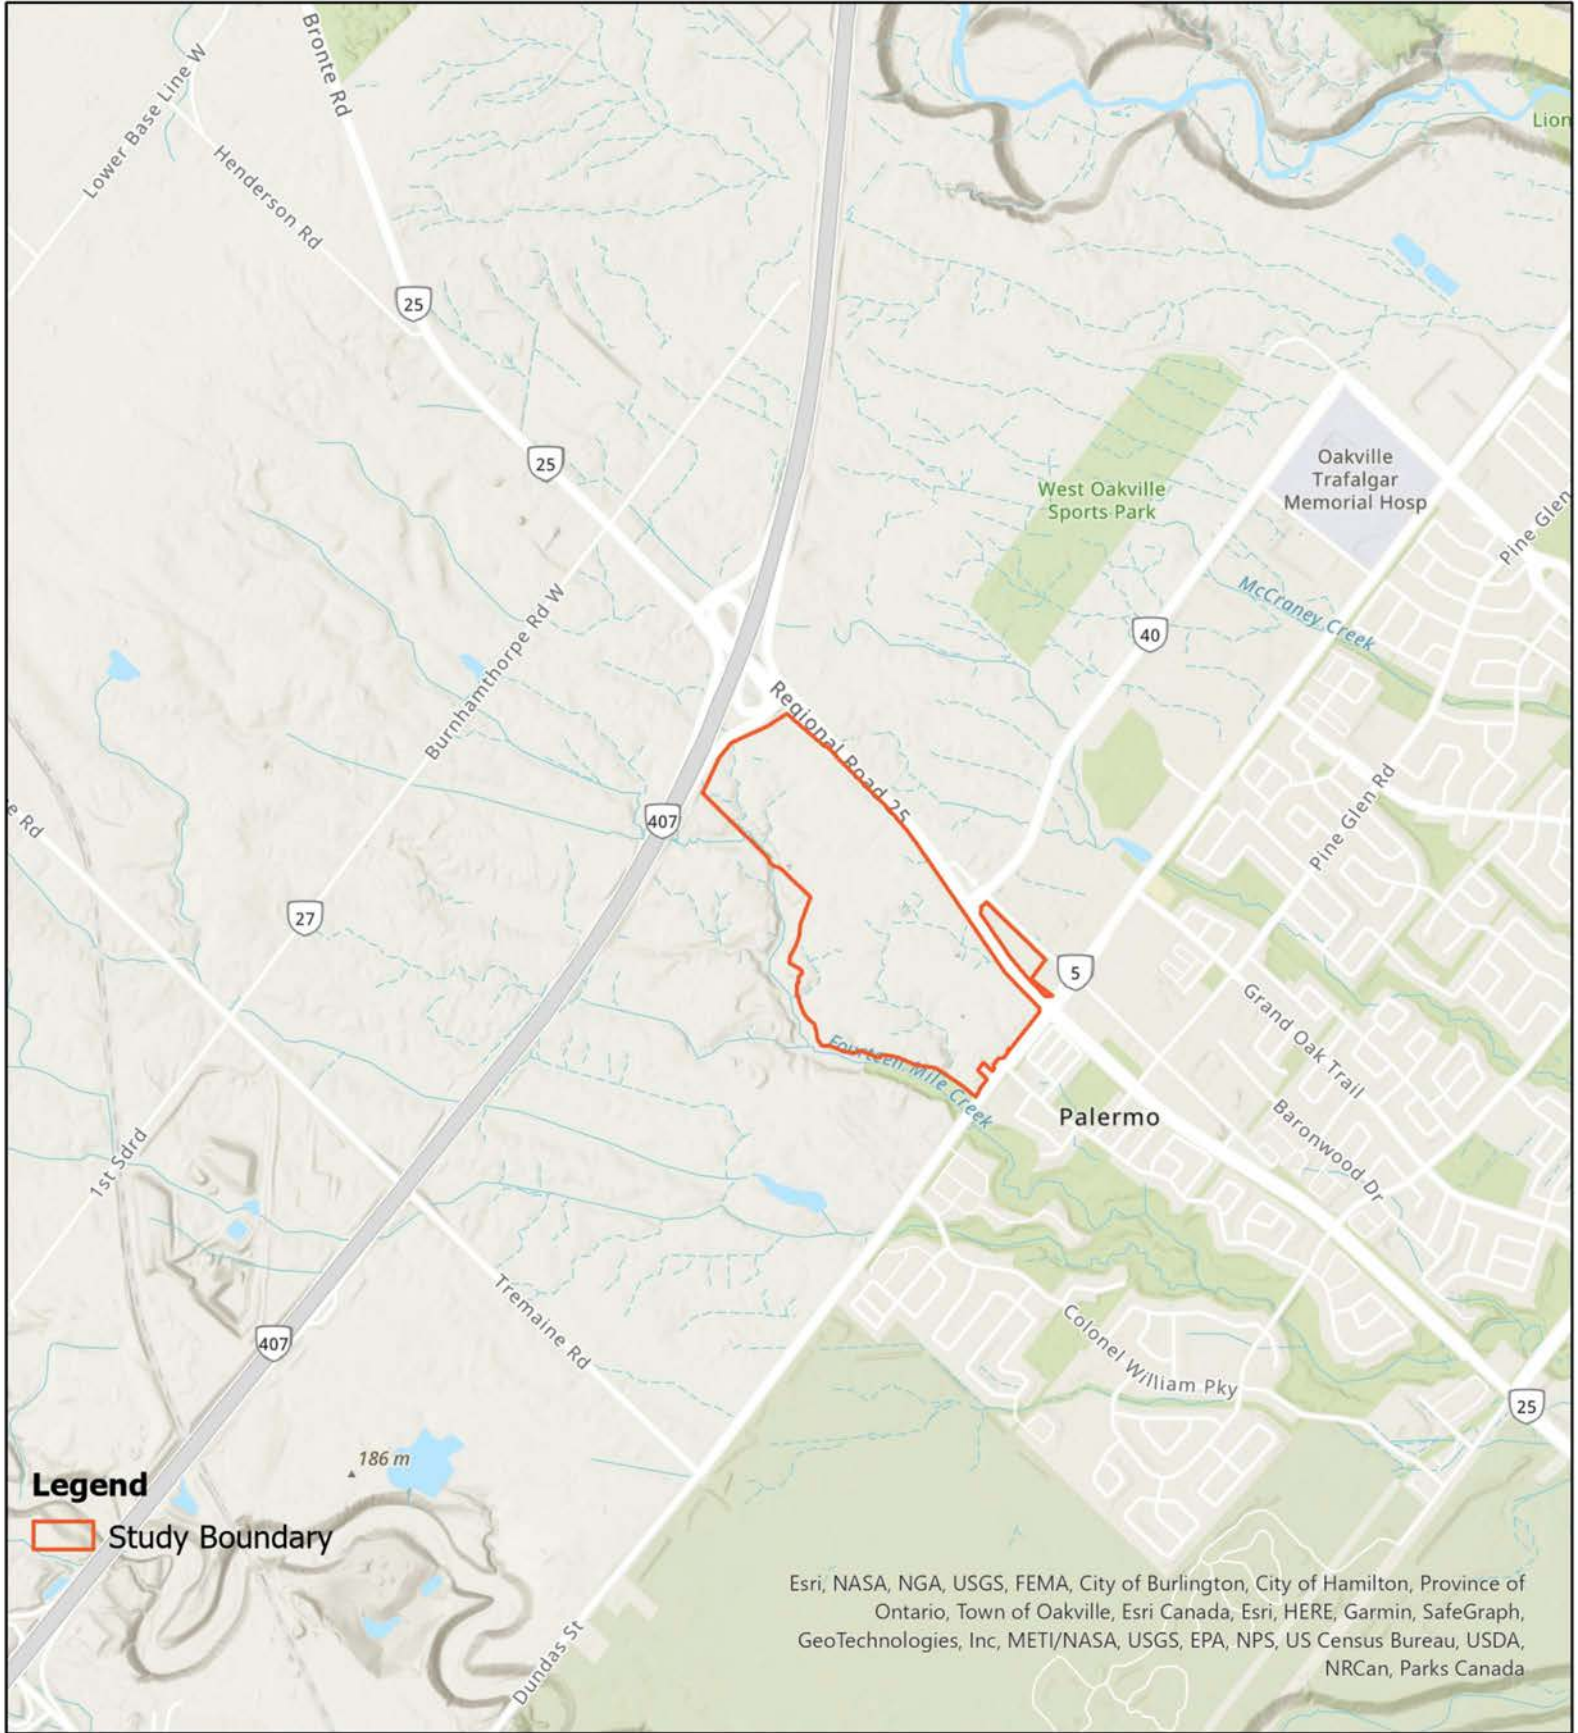 Bronte Rd
Lower Base Line W
Henderson Rd
Lion
25
25
Oakville
Trafalgar
Memorial Hosp
West Oakville
Sports Park
Pine Glen
McCraney Creek
40
Burnhamthorpe Rd W
Regional Road 25
407
e Rd
Pine Glen Rd
27
5
Grand Oak Trail
Fourteen Mile Creek
Palermo
Baronwood Dr
1st Sdrd
Tremaine Rd
407
Colonel William Pky
25
186 m
Legend
Study Boundary
Dundas St
Esri, NASA, NGA, USGS, FEMA, City of Burlington, City of Hamilton, Province of
Ontario, Town of Oakville, Esri Canada, Esri, HERE, Garmin, SafeGraph,
GeoTechnologies, Inc, METI/NASA, USGS, EPA, NPS, US Census Bureau, USDA,
NRCan, Parks Canada